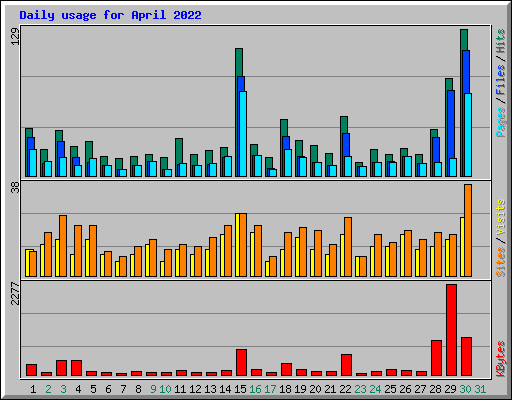 Daily usage for April 2022
129
Pages / Files / Hits
38
Sites / Visits
2277
KBytes
1 2 3 4 5 6 7 8 9 10 11 12 13 14 15 16 17 18 19 20 21 22 23 24 25 26 27 28 29 30 31